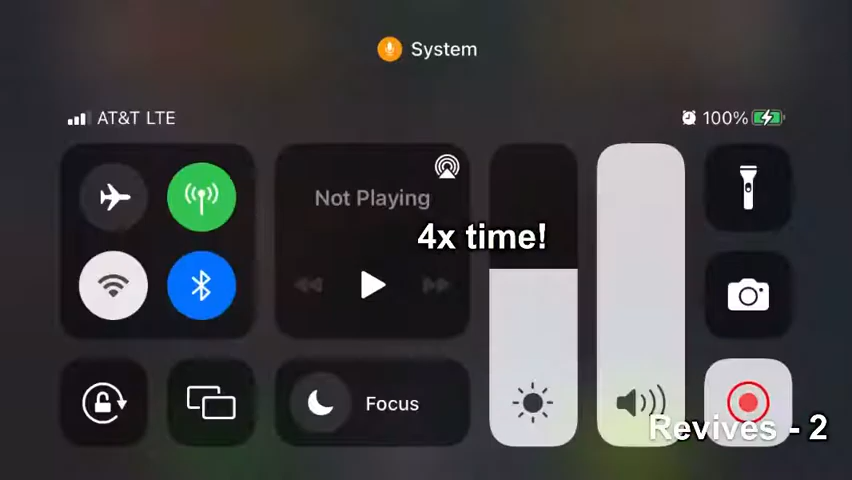 System
AT&T LTE
100%
Not Playing
4x time!
Focus
Revives - 2